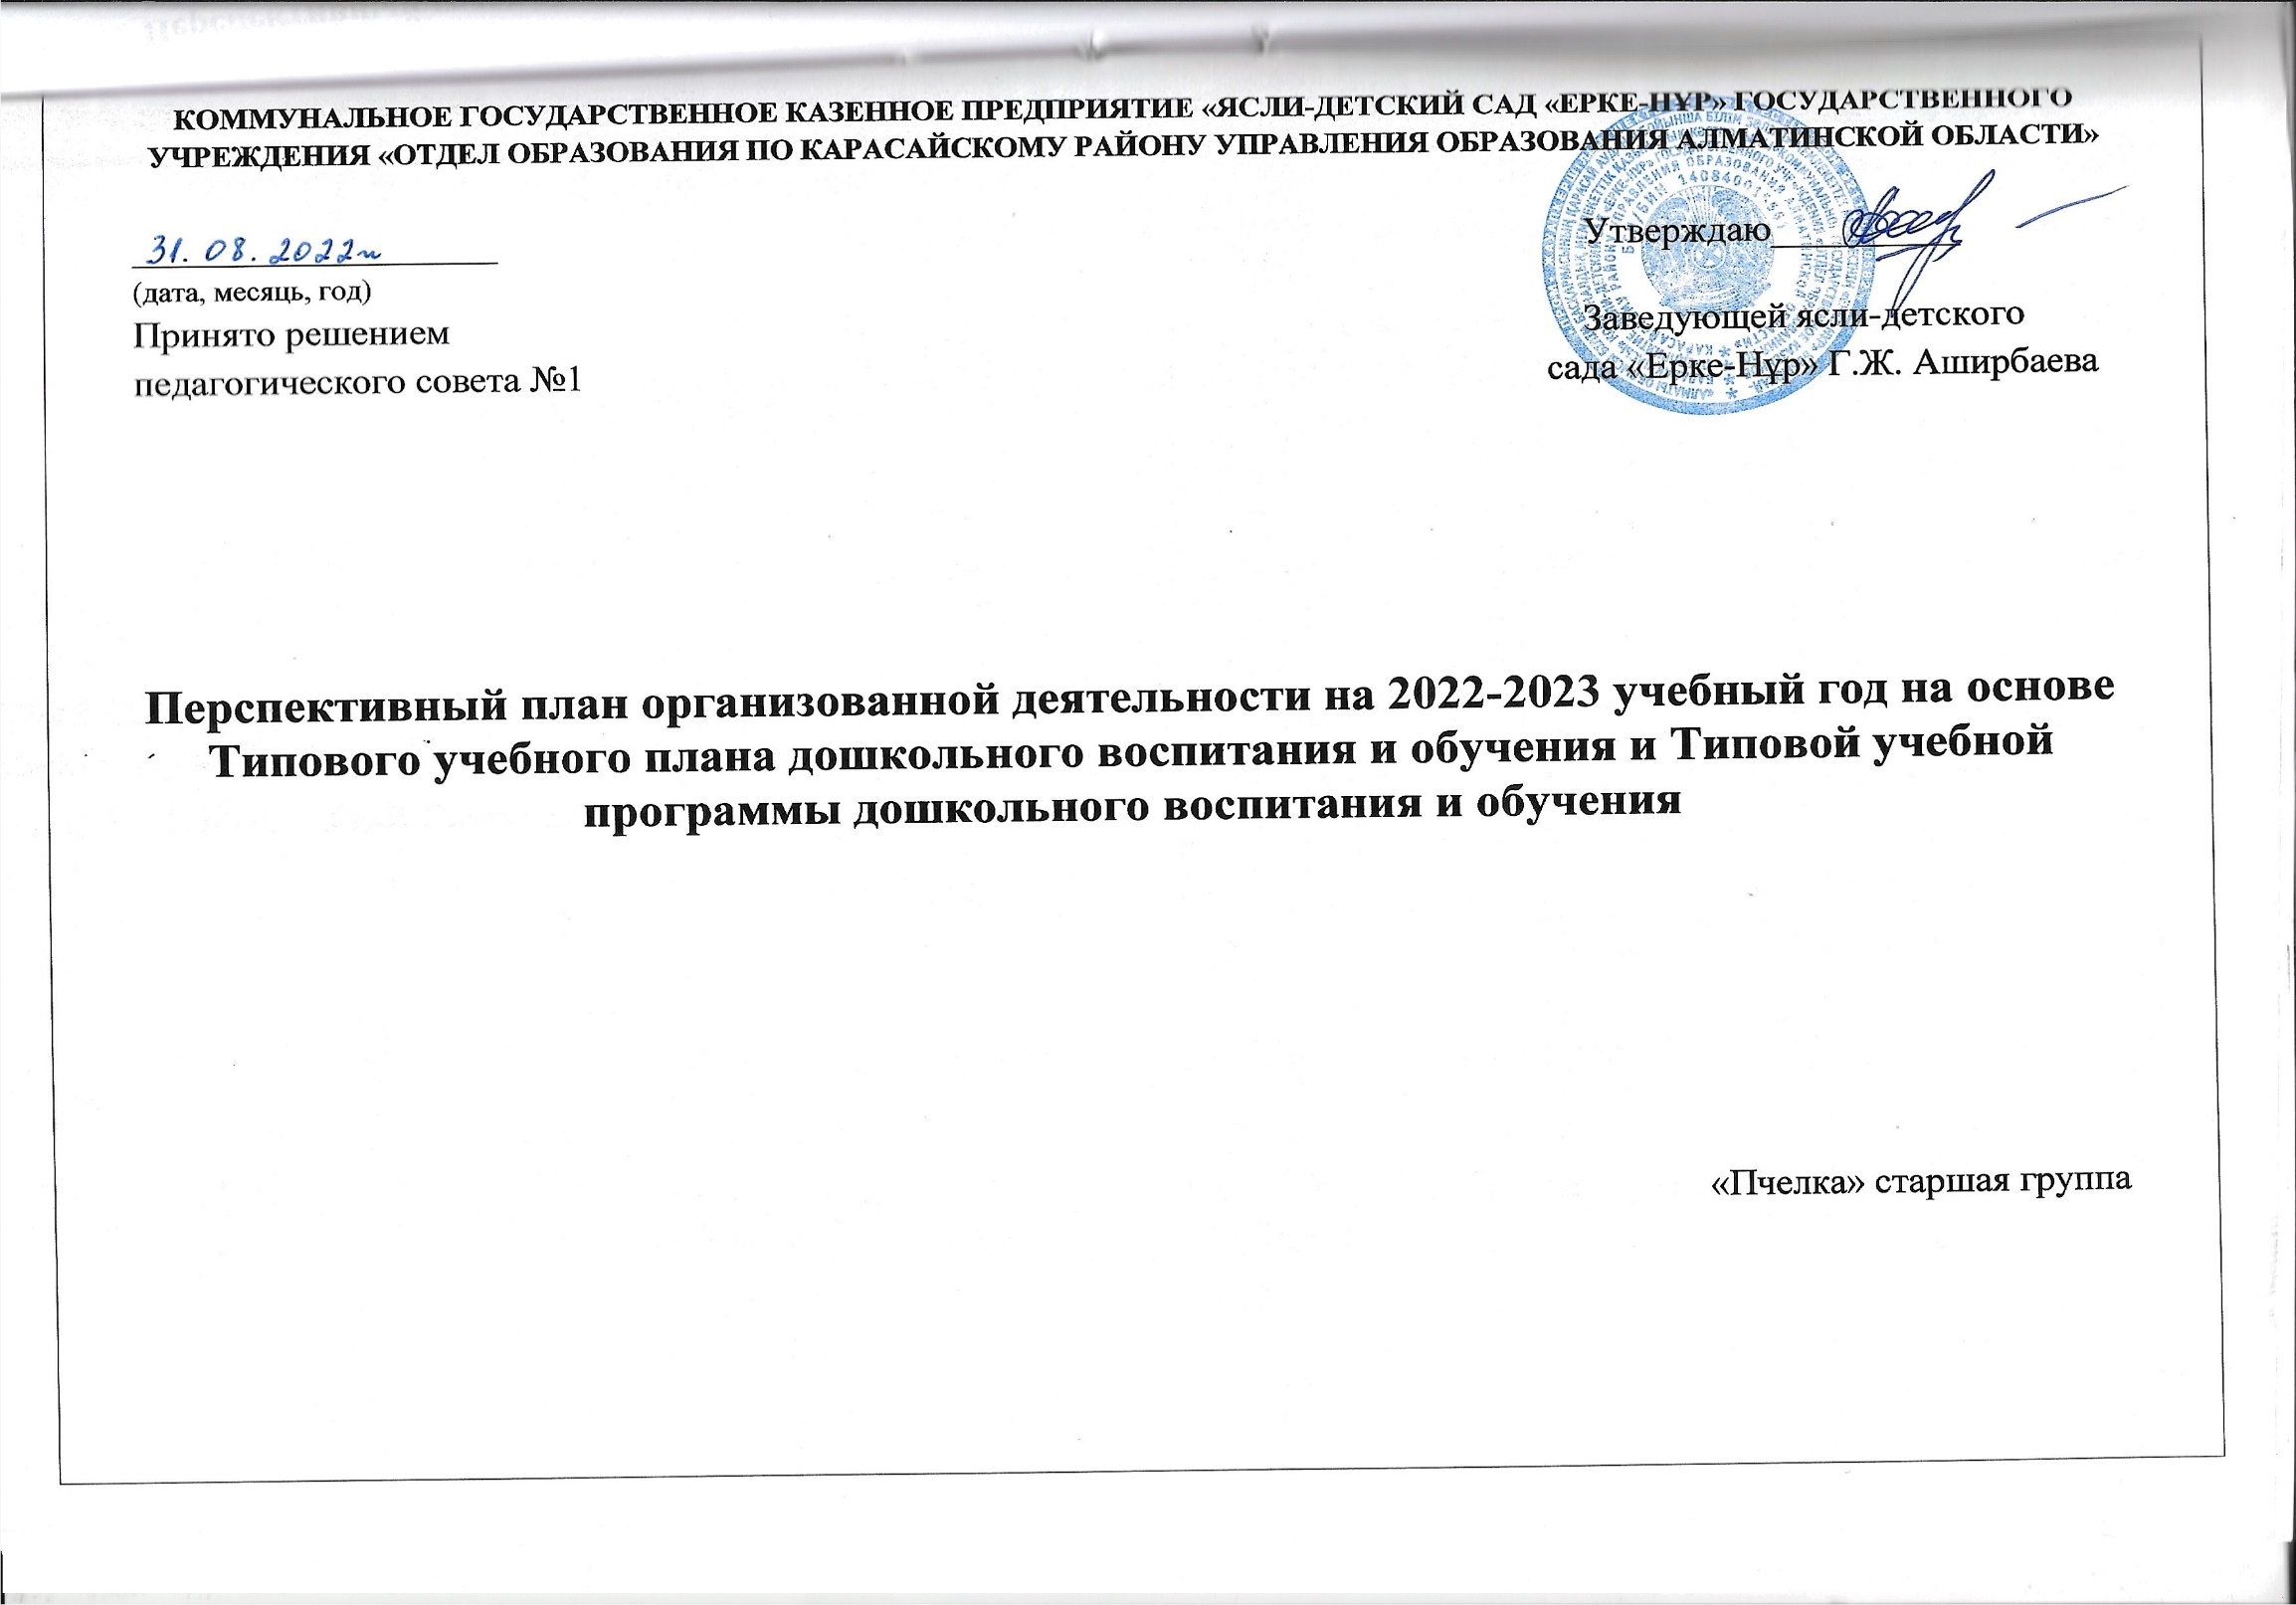 КОММУНАЛЬНОЕ ГОСУДАРСТВЕННОЕ КАЗЕННОЕ ПРЕДПРИЯТИЕ «ЯСЛИ-ДЕТСКИЙ САД «ЕРКЕ-НҰР» ГОСУДАРСТВЕННОГО
УЧРЕЖДЕНИЯ «ОТДЕЛ ОБРАЗОВАНИЯ ПО КАРАСАЙСКОМУ РАЙОНУ УПРАВЛЕНИЯ ОБРАЗОВАНИЯ АЛМАТИНСКОЙ ОБЛАСТИ»
31. 08. 2022г
(дата, месяць, год)
Принято решением
педагогического совета №1
Утверждаю
Заведующей ясли-детского
сада «Ерке-Нұр» Г.Ж. Аширбаева
Перспективный план организованной деятельности на 2022-2023 учебный год на основе
Типового учебного плана дошкольного воспитания и обучения и Типовой учебной
программы дошкольного воспитания и обучения
«Пчелка» старшая группа